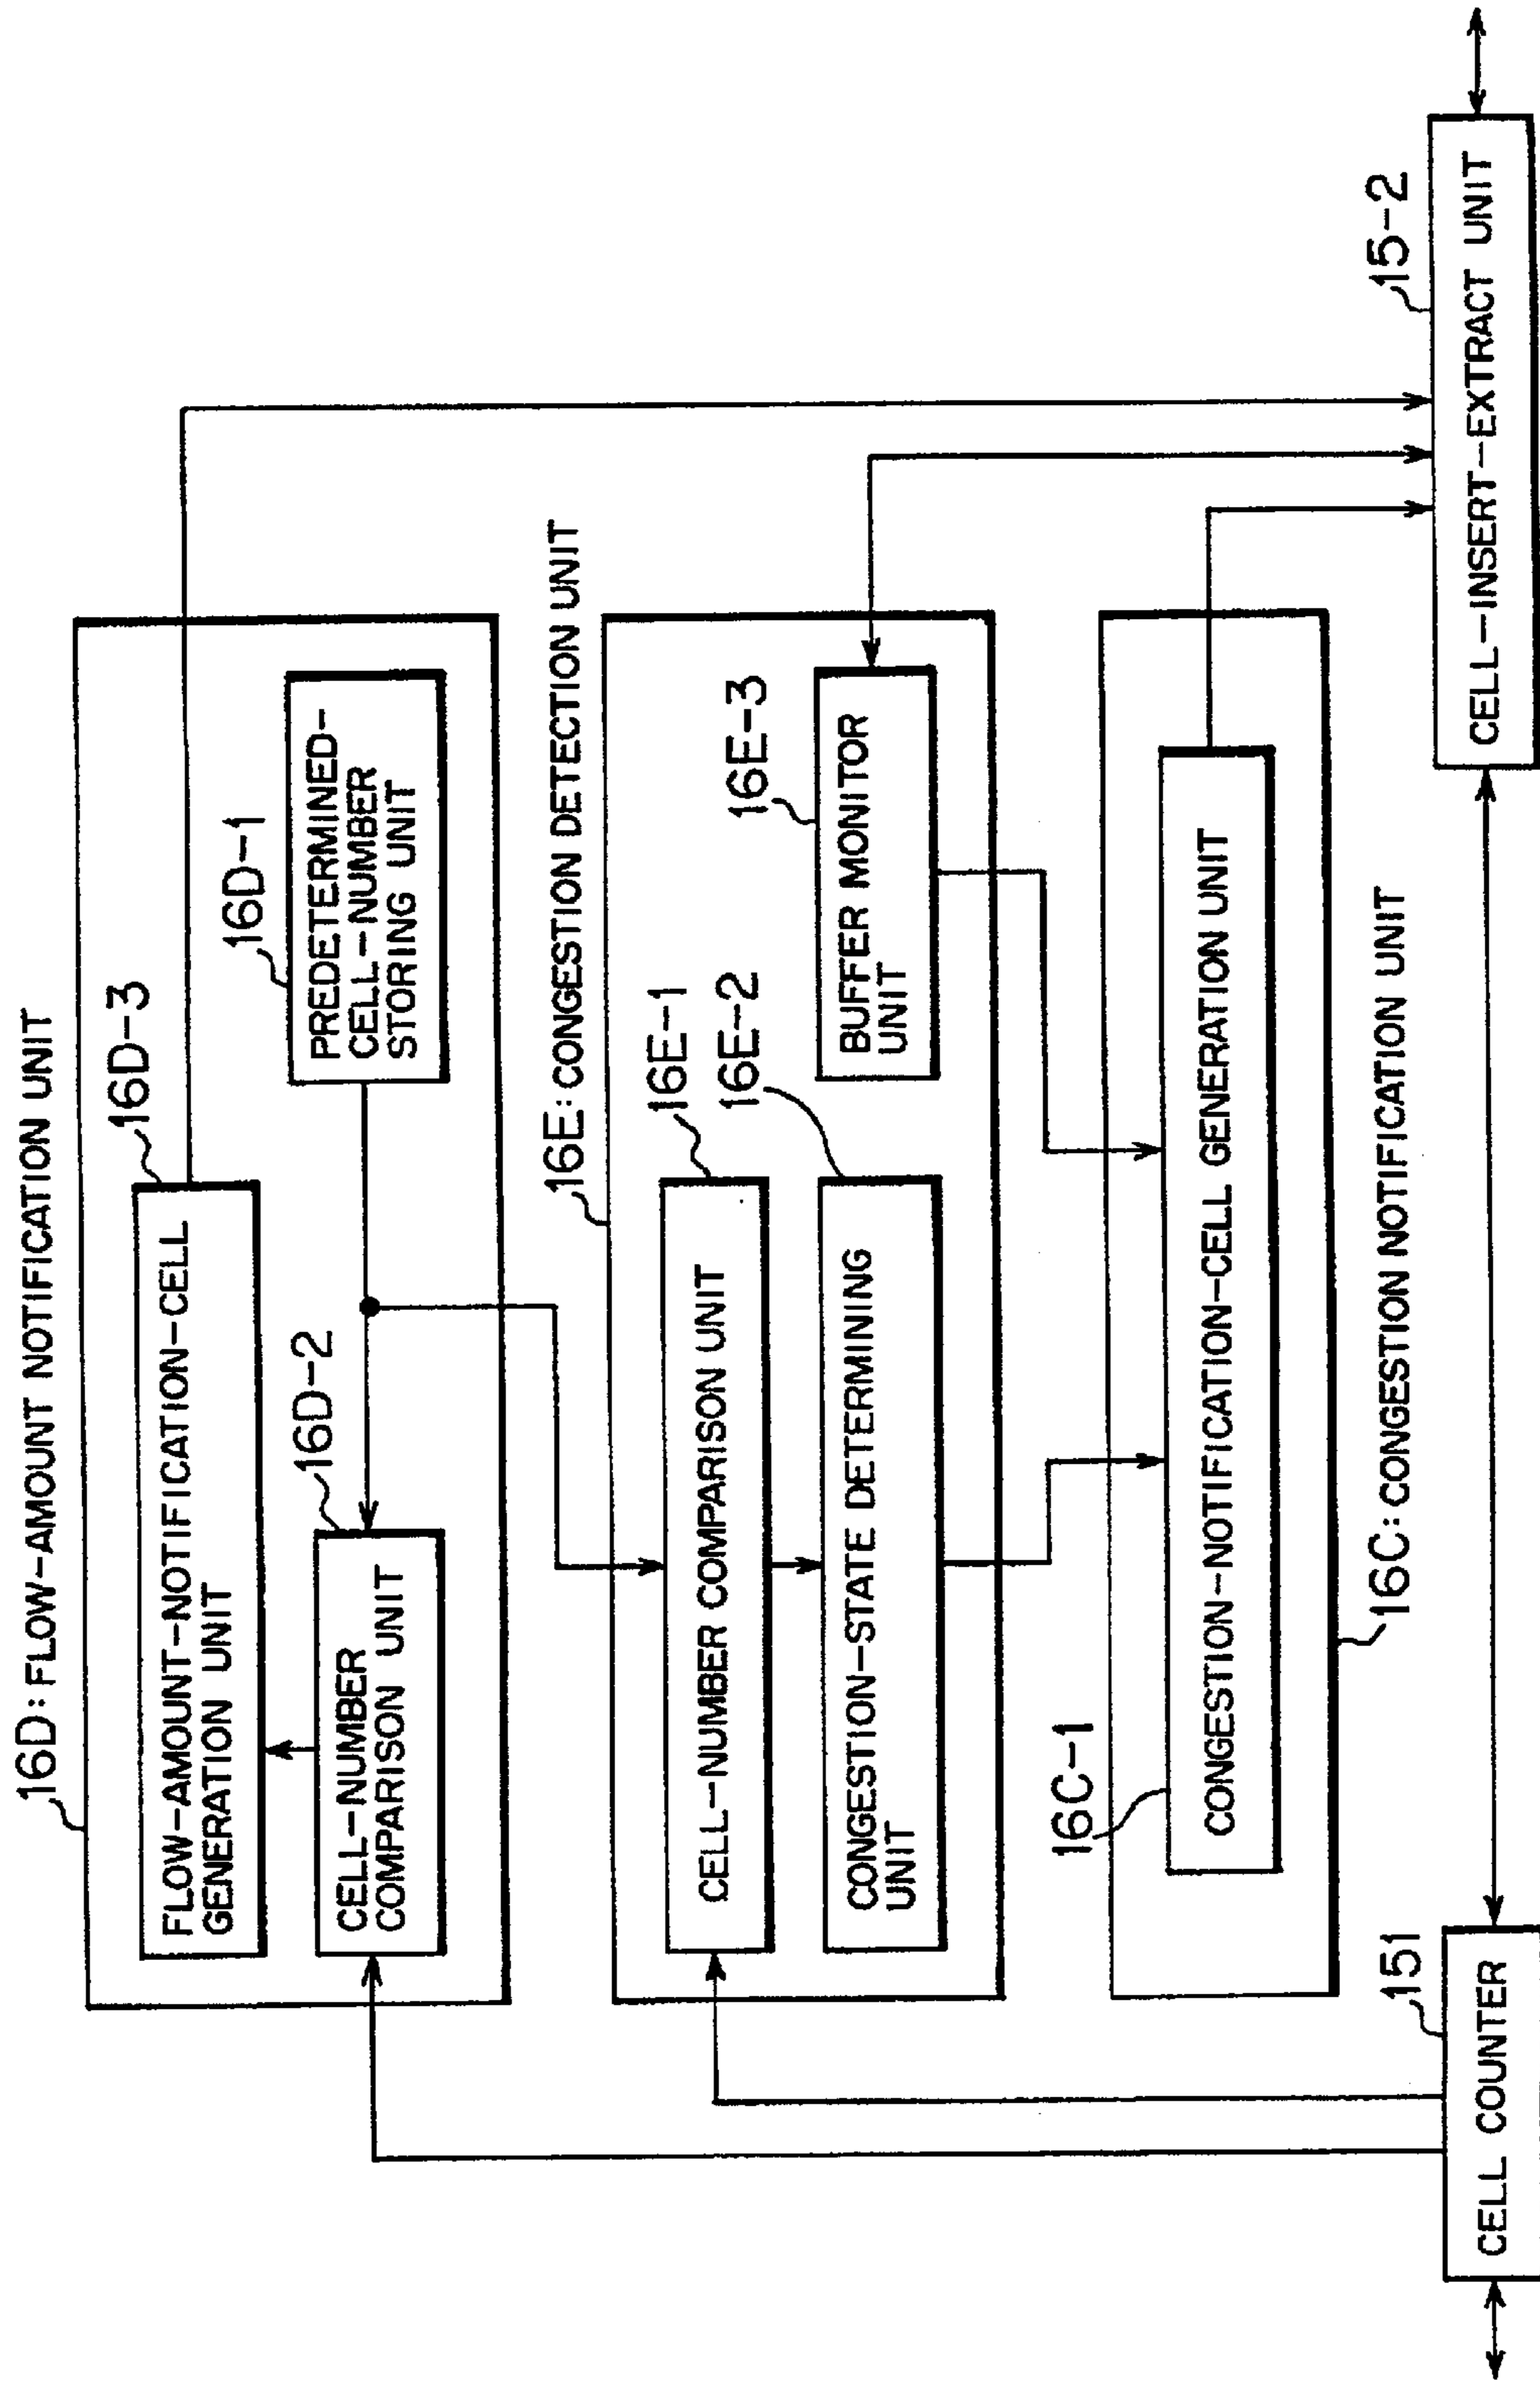 16D: FLOW-AMOUNT NOTIFICATION UNIT
16D-3
FLOW-AMOUNT-NOTIFICATION-CELL
GENERATION UNIT
16D-1
PREDETERMINED-
CELL-NUMBER
STORING UNIT
16D-2
CELL-NUMBER
COMPARISON UNIT
16E: CONGESTION DETECTION UNIT
16E-1
CELL-NUMBER COMPARISON UNIT
16E-2
CONGESTION-STATE DETERMINING
UNIT
16E-3
BUFFER MONITOR
UNIT
16C-1
CONGESTION-NOTIFICATION-CELL GENERATION UNIT
16C: CONGESTION NOTIFICATION UNIT
151
CELL COUNTER
15-2
CELL-INSERT-EXTRACT UNIT